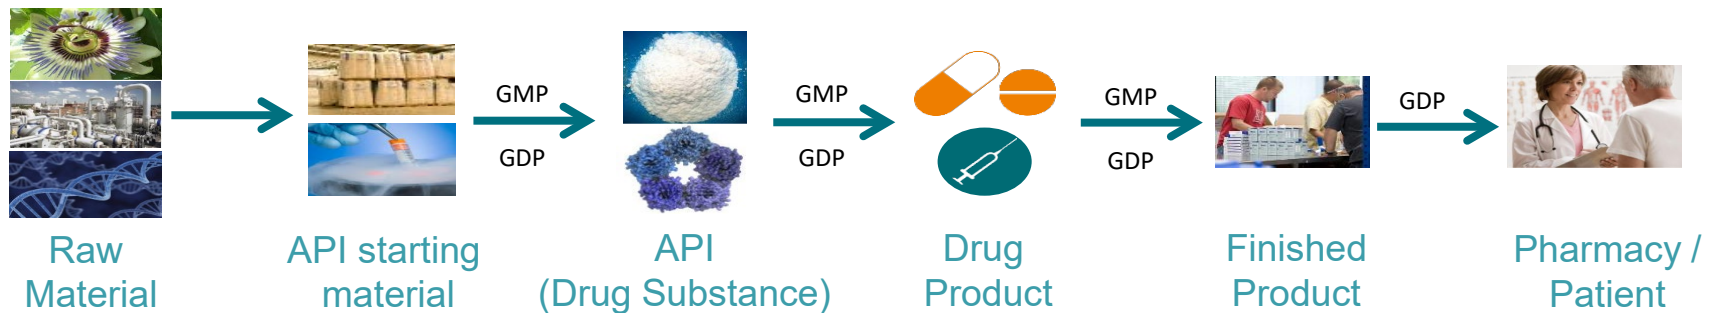 GMP
GDP
GMP
GDP
GMP
GDP
GDP
Raw
Material
API starting
material
API
(Drug Substance)
Drug
Product
Finished
Product
Pharmacy /
Patient